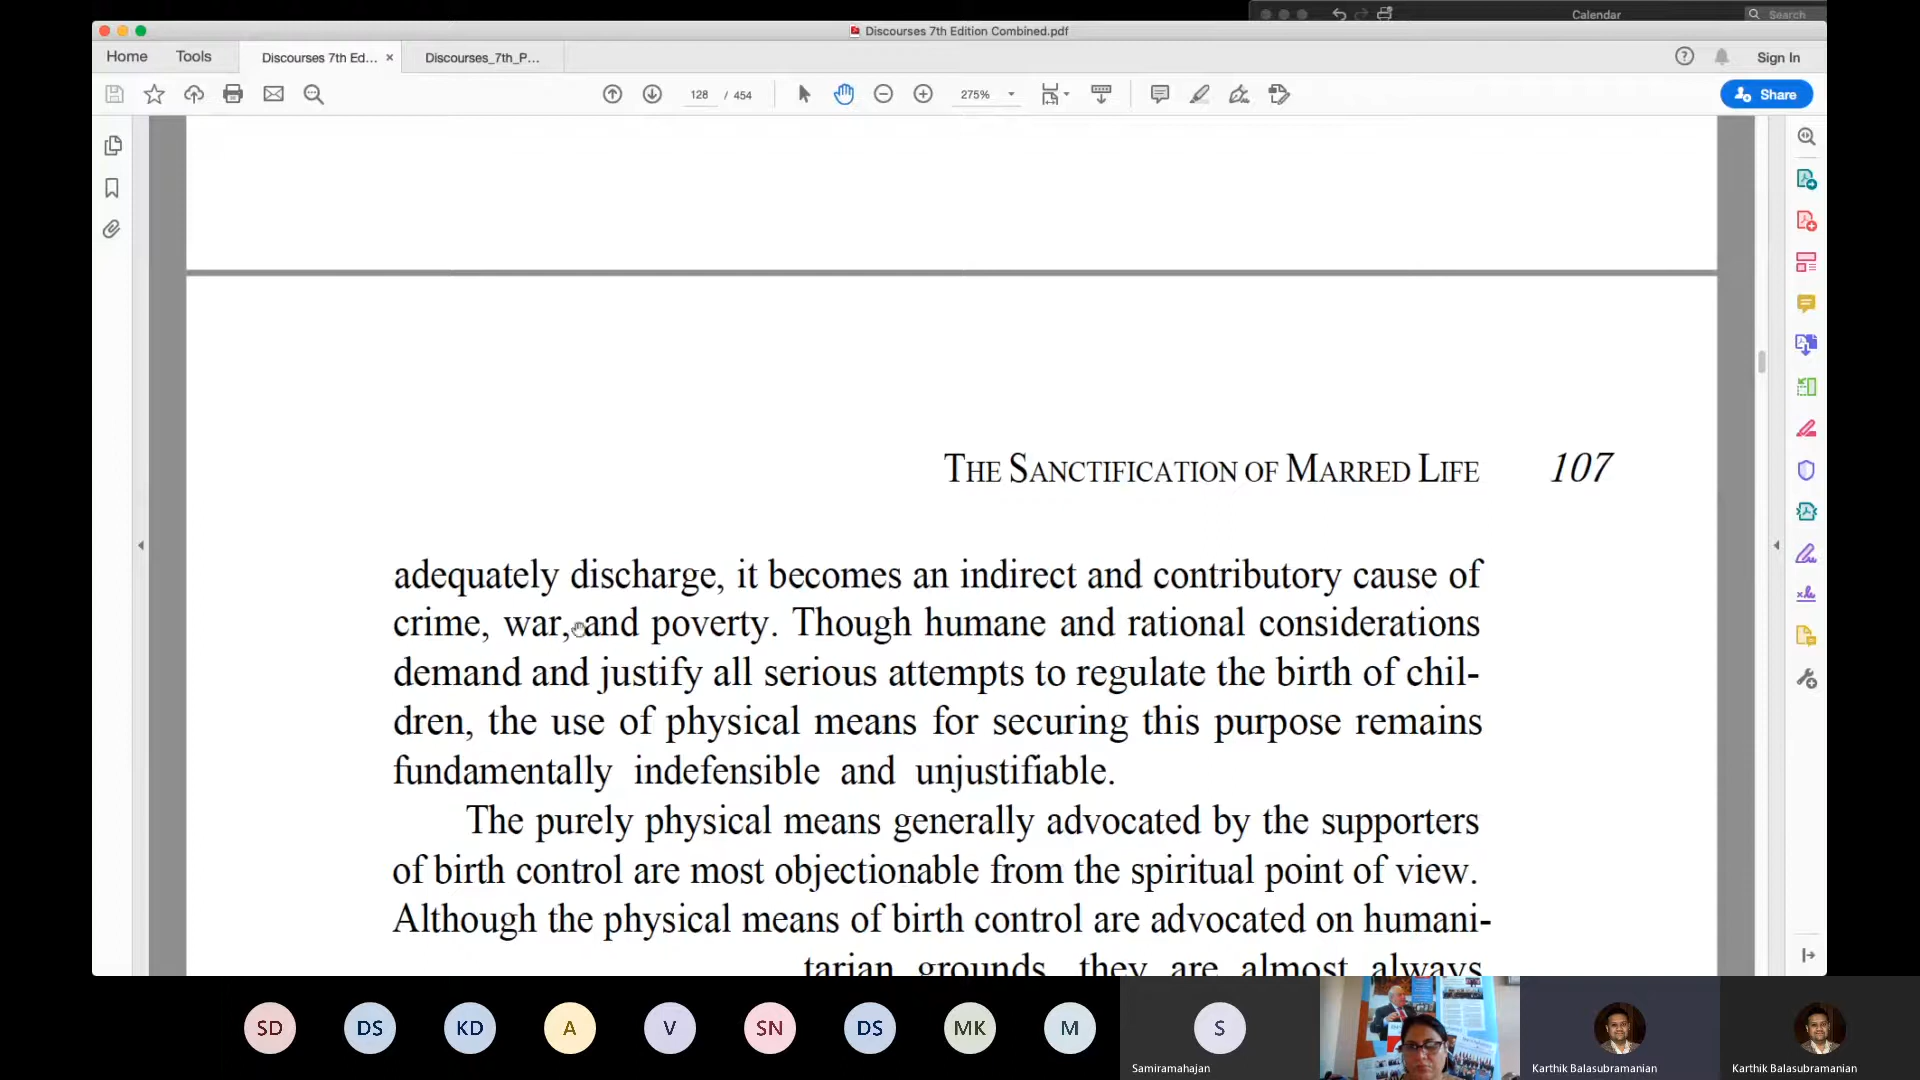 Calendar
Search
Discourses 7th Edition Combined.pdf
Home
Tools
Discourses 7th Ed...
Discourses_7th_P...
Sign In
128 / 454
275%
Share
THE SANCTIFICATION OF MARRED LIFE 107
adequately discharge, it becomes an indirect and contributory cause of
crime, war, and poverty. Though humane and rational considerations
demand and justify all serious attempts to regulate the birth of chil-
dren, the use of physical means for securing this purpose remains
fundamentally indefensible and unjustifiable.
The purely physical means generally advocated by the supporters
of birth control are most objectionable from the spiritual point of view.
Although the physical means of birth control are advocated on humani-
tarian grounds, they are almost always
SD
DS
KD
A
V
SN
DS
MK
M
S
Samiramahajan
Karthik Balasubramanian
Karthik Balasubramanian